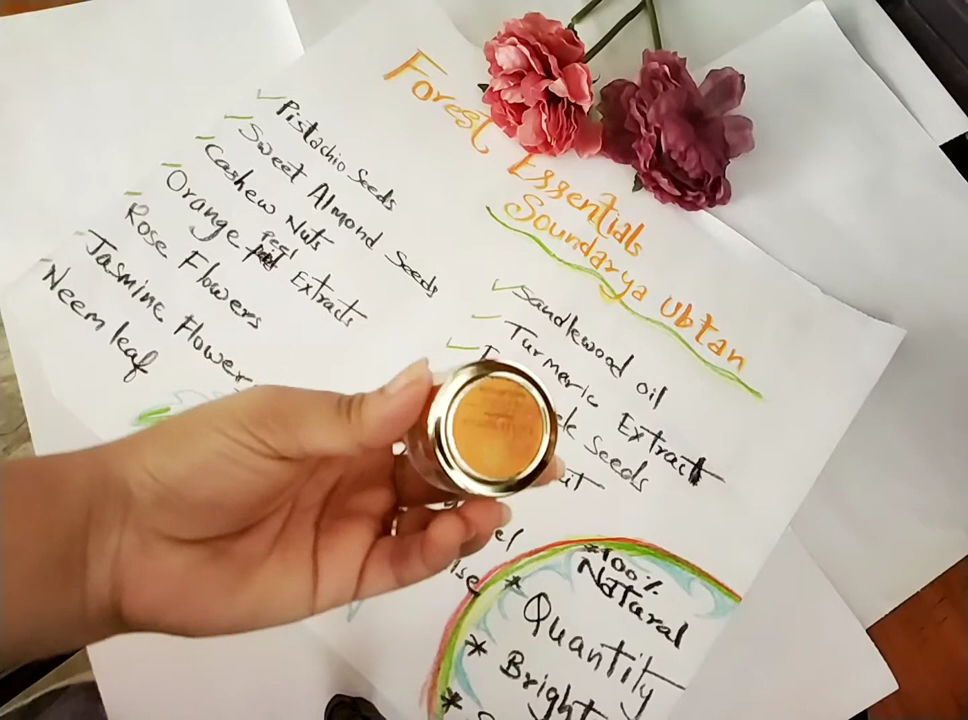 Forest
Essentials
Soundarya Ubtan
Pistachio Seeds
Sweet Almond Seeds
Cashew Nuts
Orange peel Extracts
Rose Flowers
Jasmine Flower
Neem leaf
Sandlewood oil
Turmeric Extract
Seeds
*100%
Natural
* Quantity
* Bright
*